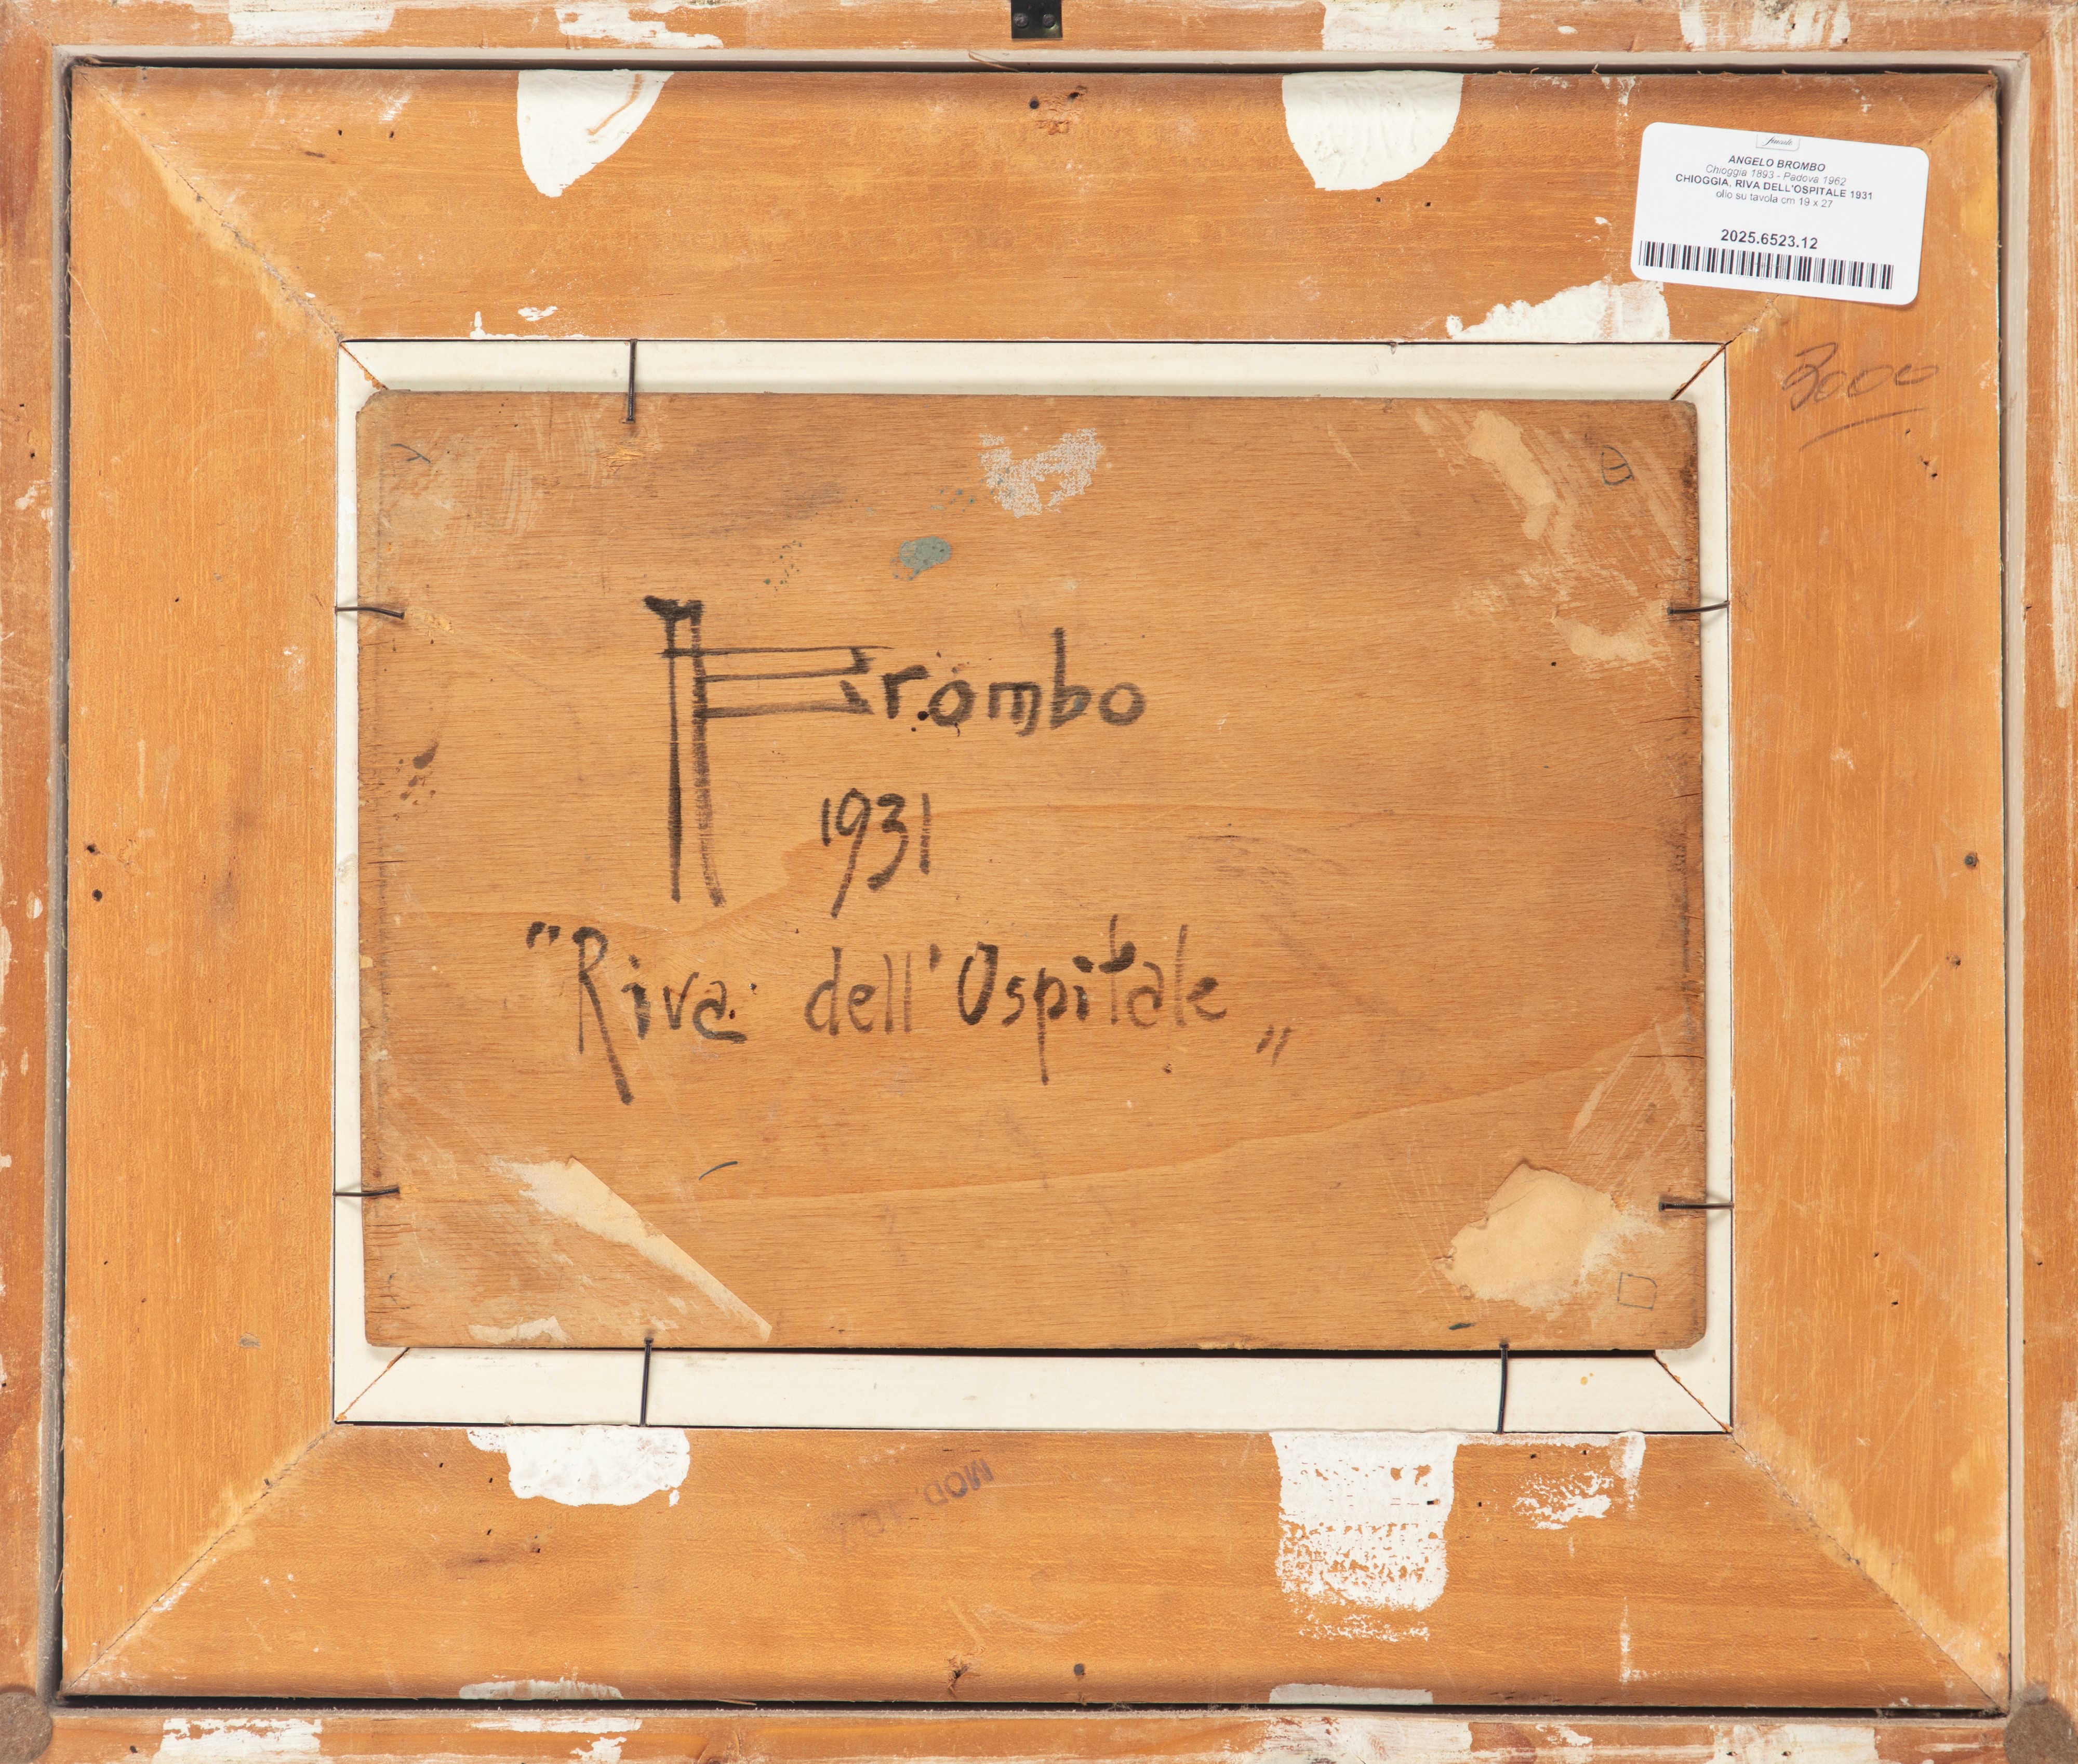 ANGELO BROMBO
Chioggia 1893 - Padova 1962
CHIOGGIA, RIVA DELL'OSPITALE 1931
olio su tavola cm 19 x 27
2025.6523.12
ABrombo
1931
"Riva dell'Ospitale"
MOD.